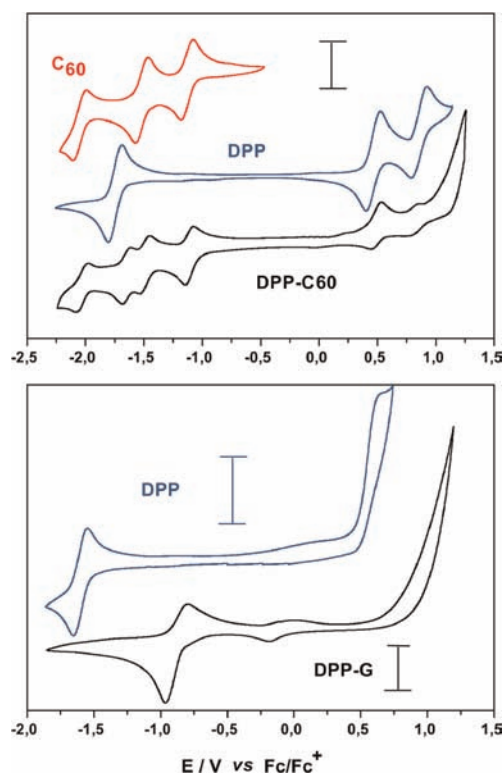 C60
DPP
DPP-C60
-2,5 -2,0 -1,5 -1,0 -0,5 0,0 0,5 1,0 1,5
DPP
DPP-G
-2,0 -1,5 -1,0 -0,5 0,0 0,5 1,0 1,5
E / V vs Fc/Fc+